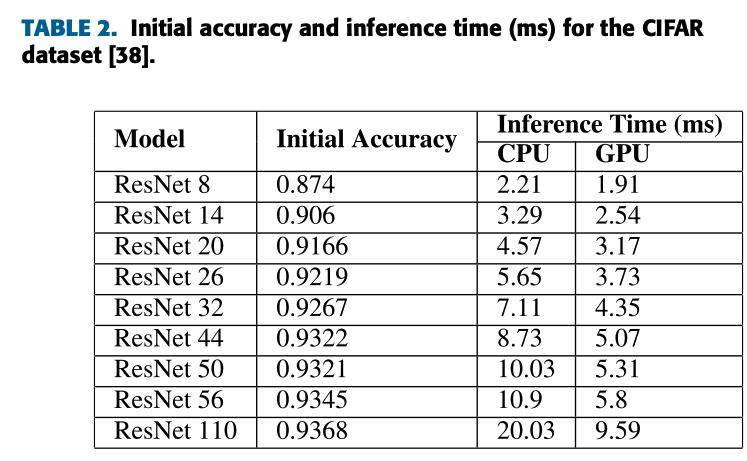 TABLE 2. Initial accuracy and inference time (ms) for the CIFAR
dataset [38].
Model Initial Accuracy Inference Time (ms)
CPU GPU
ResNet 8 0.874 2.21 1.91
ResNet 14 0.906 3.29 2.54
ResNet 20 0.9166 4.57 3.17
ResNet 26 0.9219 5.65 3.73
ResNet 32 0.9267 7.11 4.35
ResNet 44 0.9322 8.73 5.07
ResNet 50 0.9321 10.03 5.31
ResNet 56 0.9345 10.9 5.8
ResNet 110 0.9368 20.03 9.59